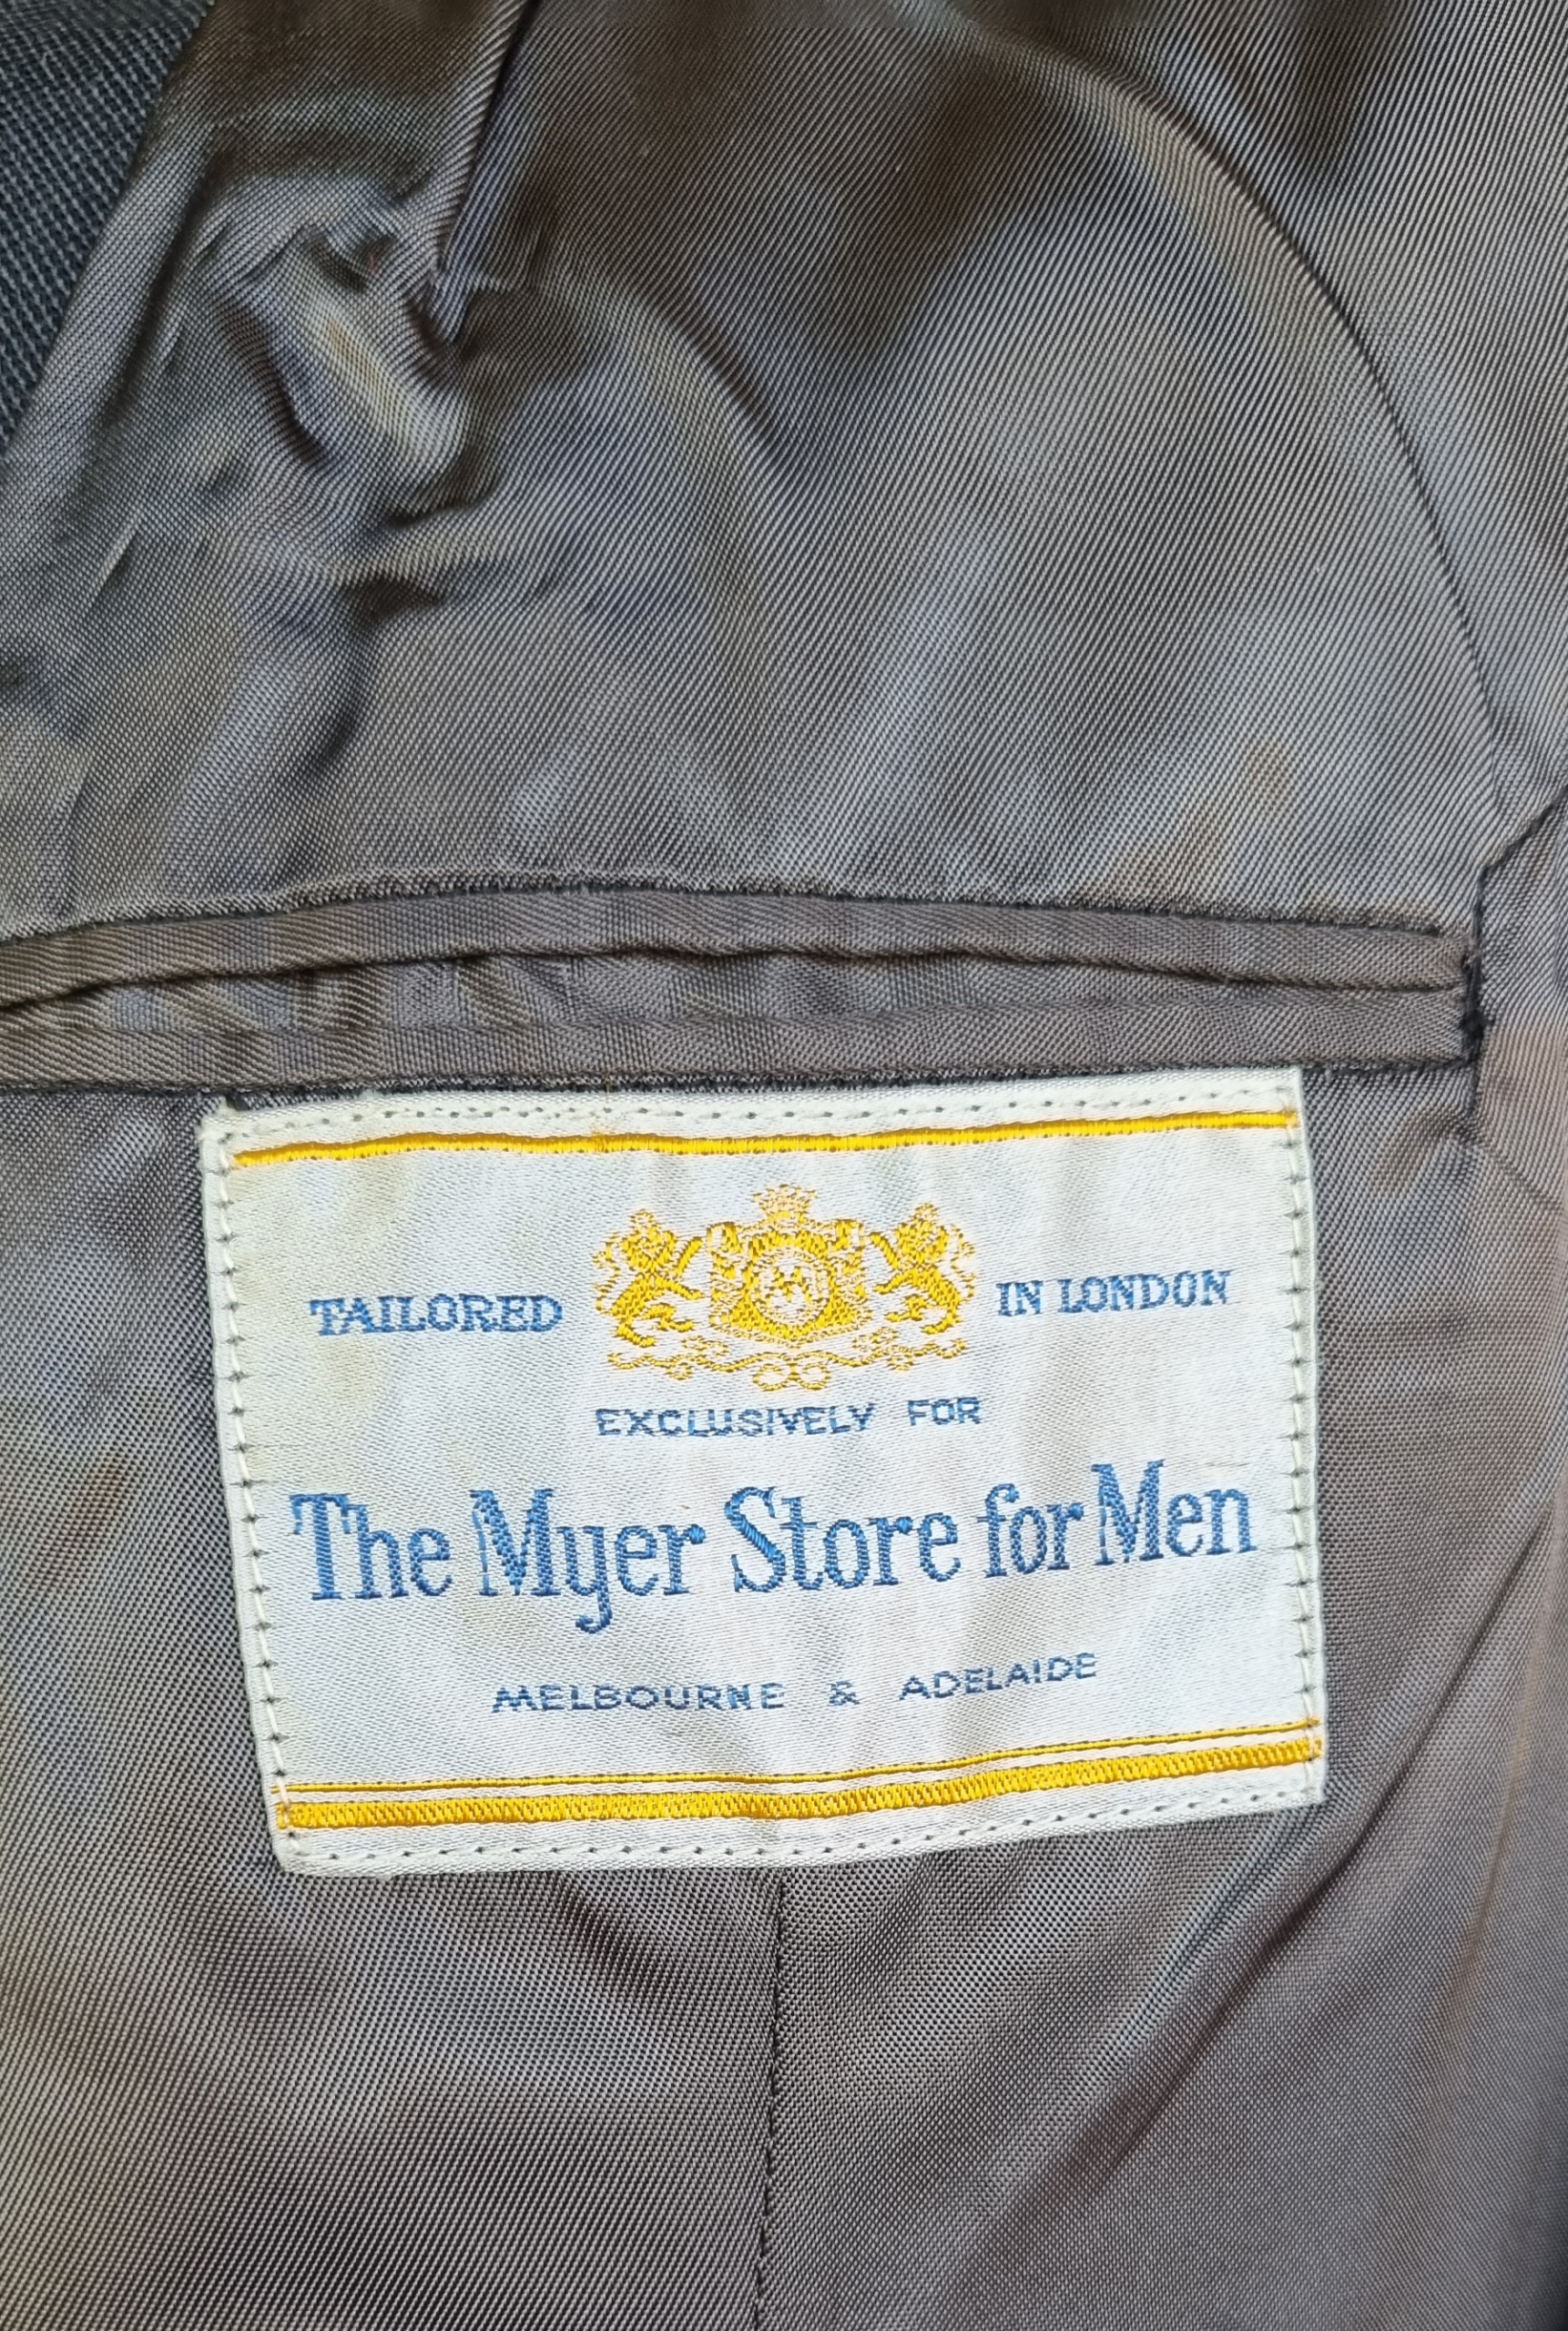 TAILORED IN LONDON
EXCLUSIVELY FOR
The Myer Store for Men
MELBOURNE & ADELAIDE